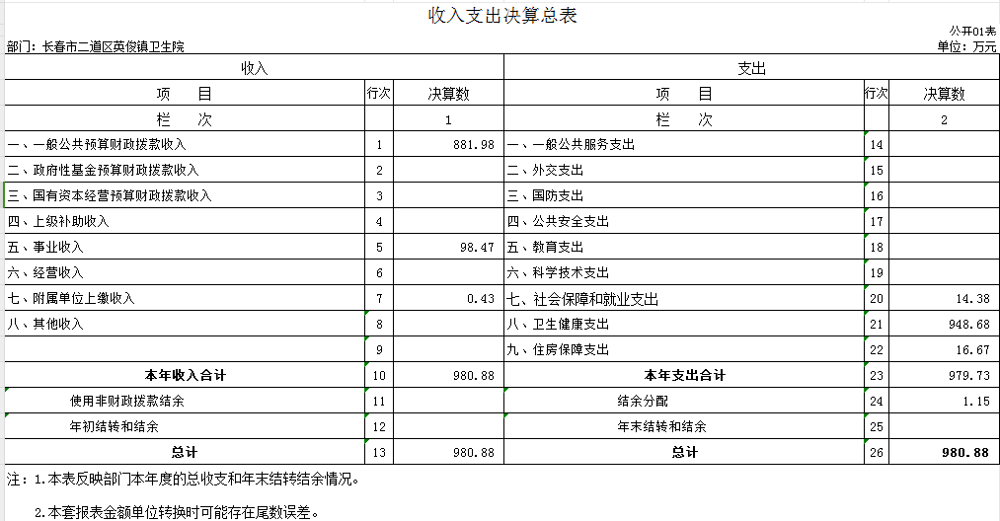 收入支出决算总表
公开01表
部门：长春市二道区英俊镇卫生院 单位：万元
收入 支出
项 目 行次 决算数 项 目 行次 决算数
栏 次 1 栏 次 2
一、一般公共预算财政拨款收入 1 881.98 一、一般公共服务支出 14
二、政府性基金预算财政拨款收入 2 二、外交支出 15
三、国有资本经营预算财政拨款收入 3 三、国防支出 16
四、上级补助收入 4 四、公共安全支出 17
五、事业收入 5 98.47 五、教育支出 18
六、经营收入 6 六、科学技术支出 19
七、附属单位上缴收入 7 0.43 七、社会保障和就业支出 20 14.38
八、其他收入 8 八、卫生健康支出 21 948.68
9 九、住房保障支出 22 16.67
本年收入合计 10 980.88 本年支出合计 23 979.73
使用非财政拨款结余 11 结余分配 24 1.15
年初结转和结余 12 年末结转和结余 25
总计 13 980.88 总计 26 980.88
注：1.本表反映部门本年度的总收支和年末结转结余情况。
2.本套报表金额单位转换时可能存在尾数误差。